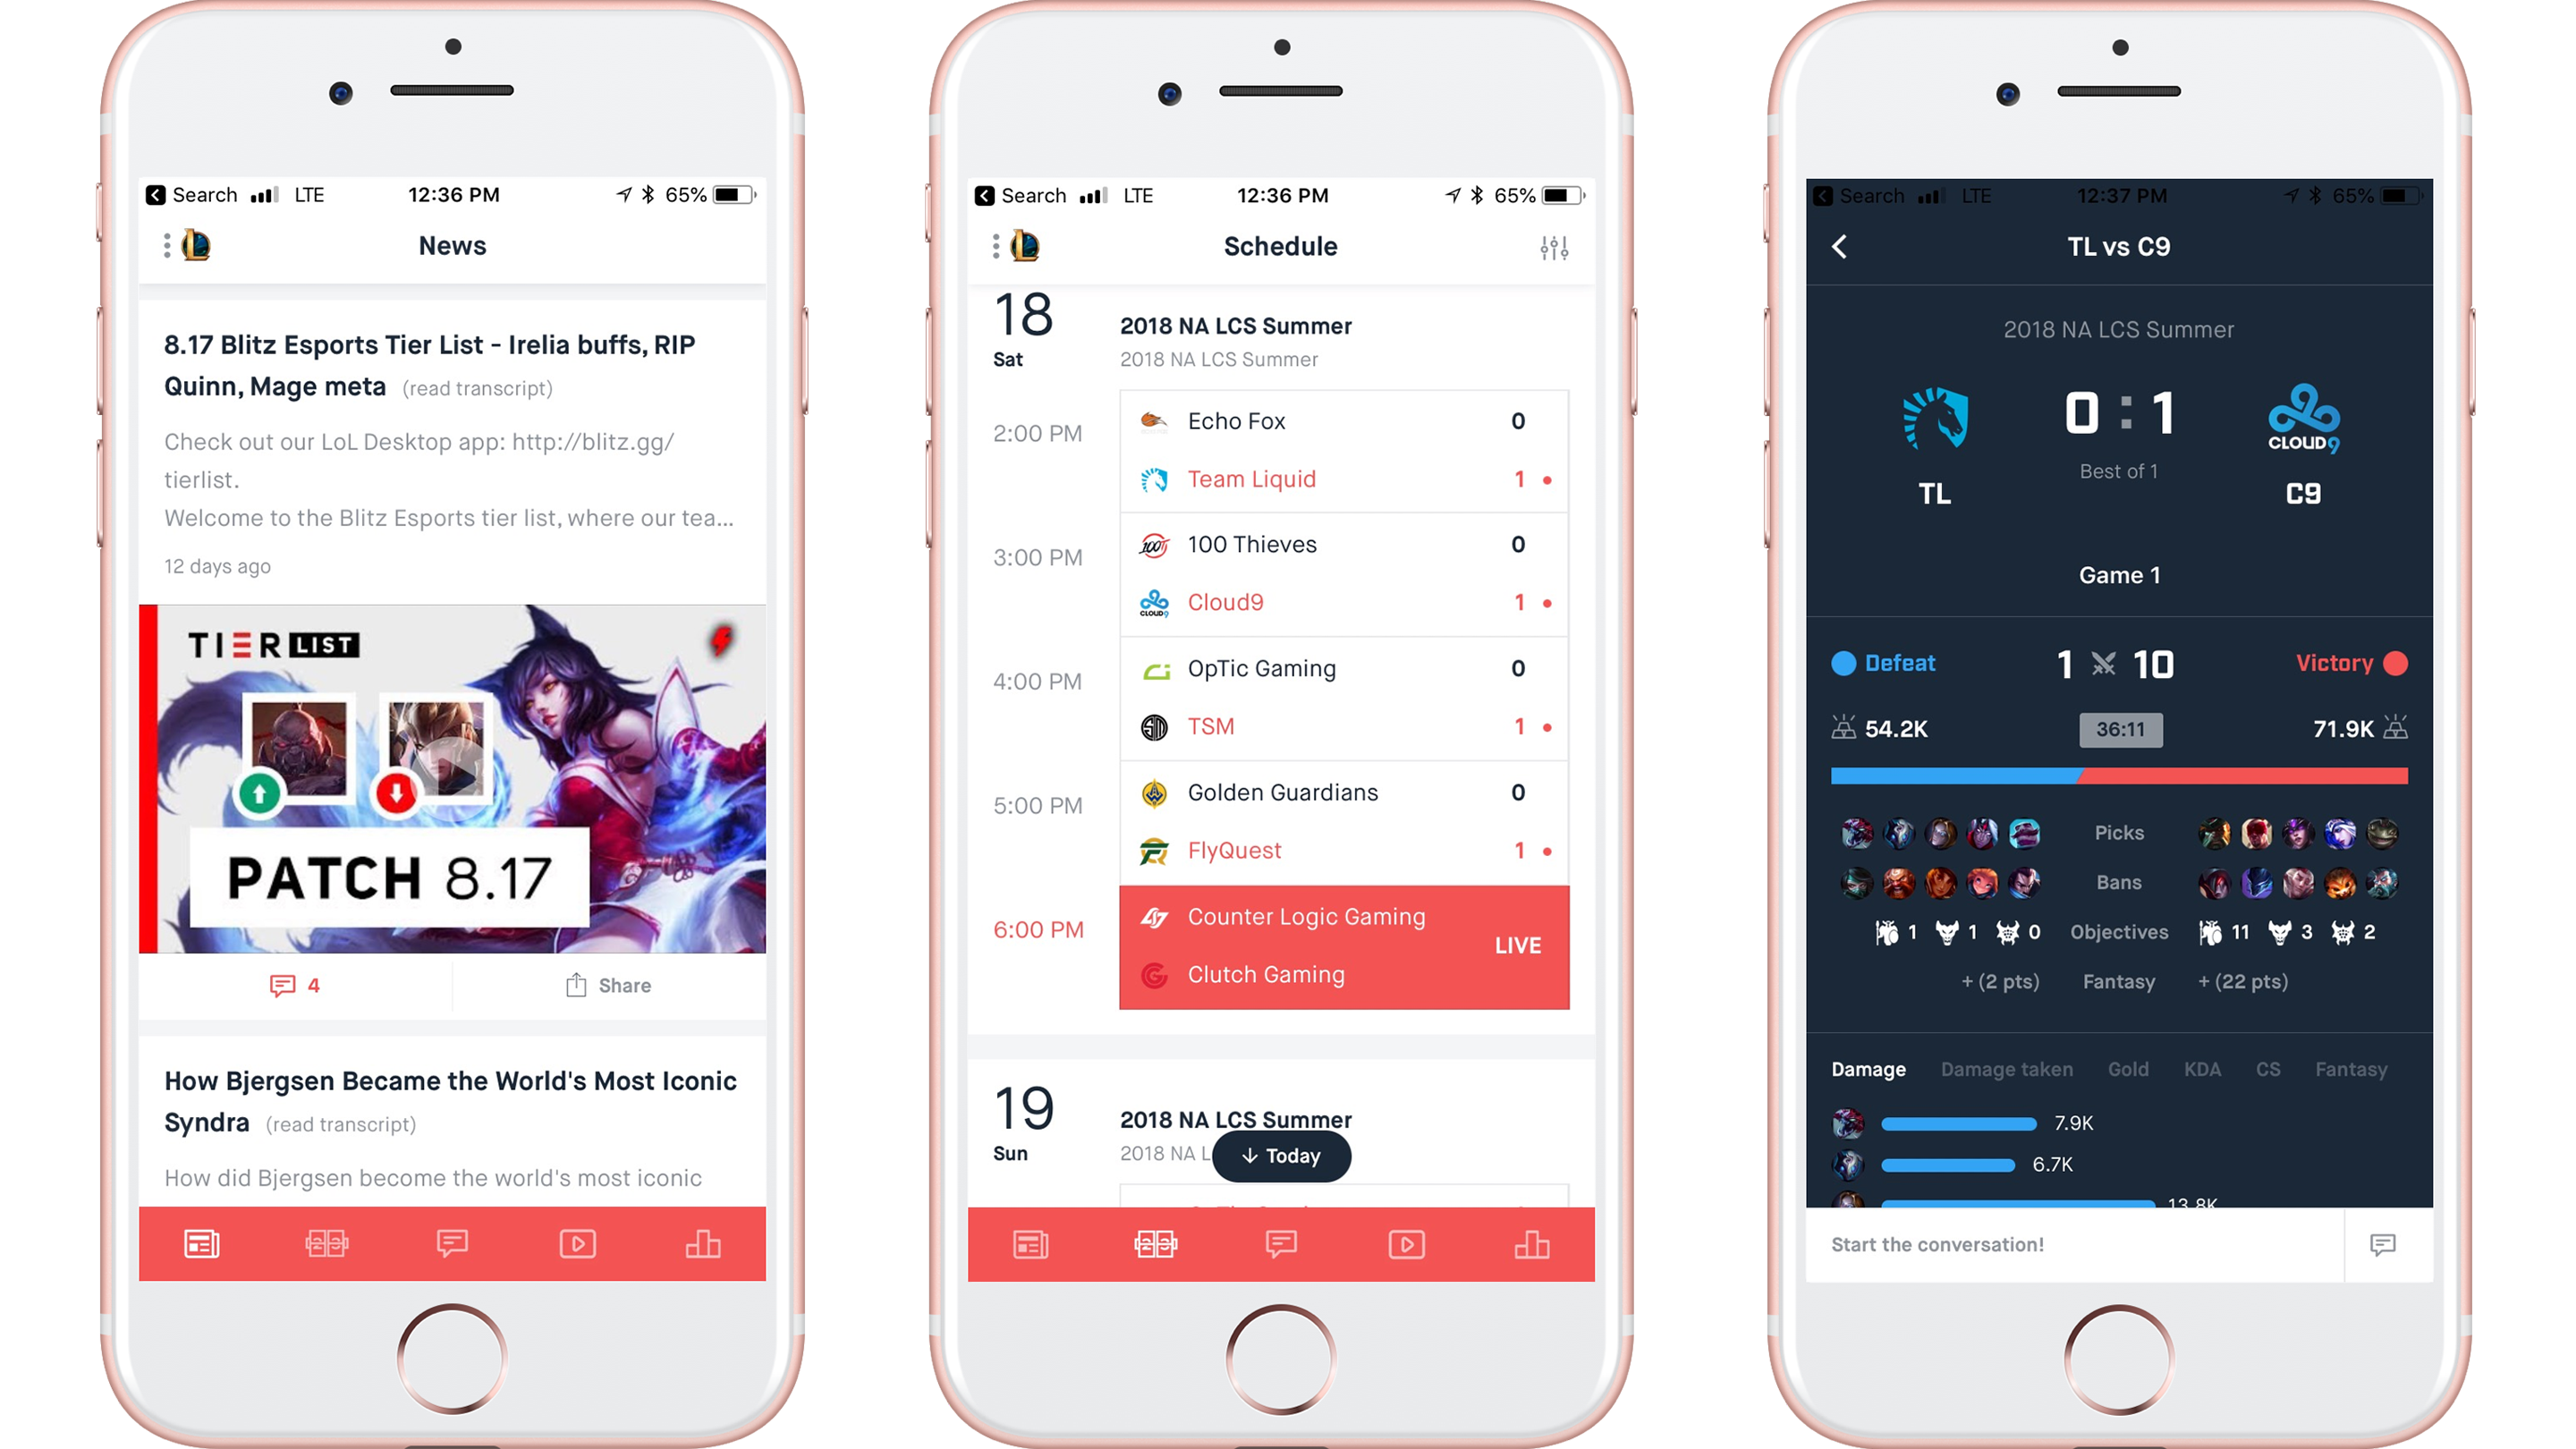 Search LTE 12:36 PM 65%
News
8.17 Blitz Esports Tier List - Irelia buffs, RIP
Quinn, Mage meta (read transcript)
Check out our LoL Desktop app: http://blitz.gg/
tierlist.
Welcome to the Blitz Esports tier list, where our tea...
12 days ago
TIER LIST
PATCH 8.17
4 Share
How Bjergsen Became the World's Most Iconic
Syndra (read transcript)
How did Bjergsen become the world's most iconic
Search LTE 12:36 PM 65%
Schedule
18 2018 NA LCS Summer
Sat 2018 NA LCS Summer
2:00 PM Echo Fox 0
Team Liquid 1
3:00 PM 100 Thieves 0
Cloud9 1
4:00 PM OpTic Gaming 0
TSM 1
5:00 PM Golden Guardians 0
FlyQuest 1
6:00 PM Counter Logic Gaming LIVE
Clutch Gaming
19 2018 NA LCS Summer
Sun 2018 NA L
Today
Search LTE 12:37 PM 65%
TL vs C9
2018 NA LCS Summer
0 : 1
CLOUD9
Best of 1
TL C9
Game 1
Defeat 1 10 Victory
54.2K 36:11 71.9K
Picks
Bans
1 1 0 Objectives 11 3 2
+ (2 pts) Fantasy + (22 pts)
Damage Damage taken Gold KDA CS Fantasy
7.9K
6.7K
13.8K
Start the conversation!